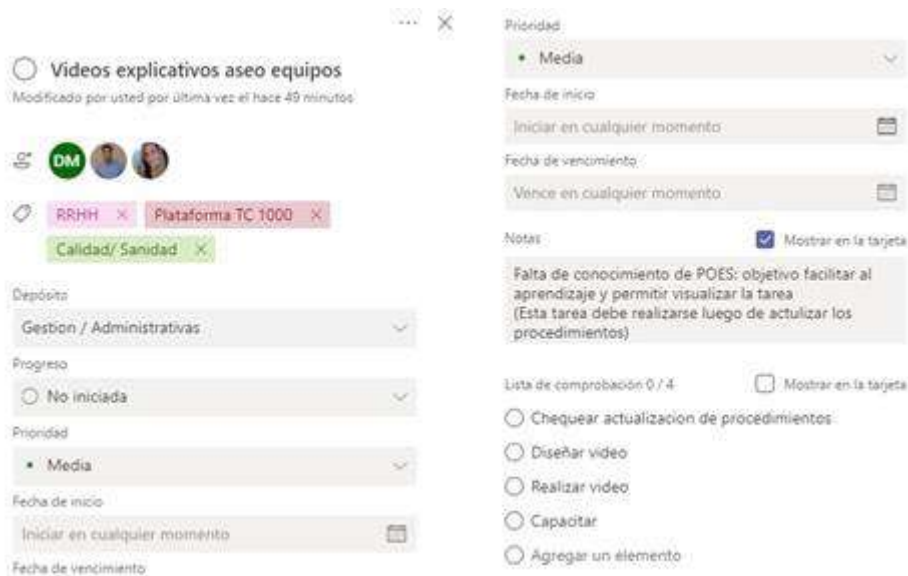 Videos explicativos aseo equipos
Modificado por usted por última vez el hace 49 minutos
DM
RRHH
Plataforma TC 1000
Calidad/ Sanidad
Depósito
Gestion / Administrativas
Progreso
No iniciada
Prioridad
Media
Fecha de inicio
Iniciar en cualquier momento
Fecha de vencimiento
Prioridad
Media
Fecha de inicio
Iniciar en cualquier momento
Fecha de vencimiento
Vence en cualquier momento
Notas
Mostrar en la tarjeta
Falta de conocimiento de POES: objetivo facilitar al
aprendizaje y permitir visualizar la tarea
(Esta tarea debe realizarse luego de actulizar los
procedimientos)
Lista de comprobación 0 / 4
Mostrar en la tarjeta
Chequear actualizacion de procedimientos
Diseñar video
Realizar video
Capacitar
Agregar un elemento